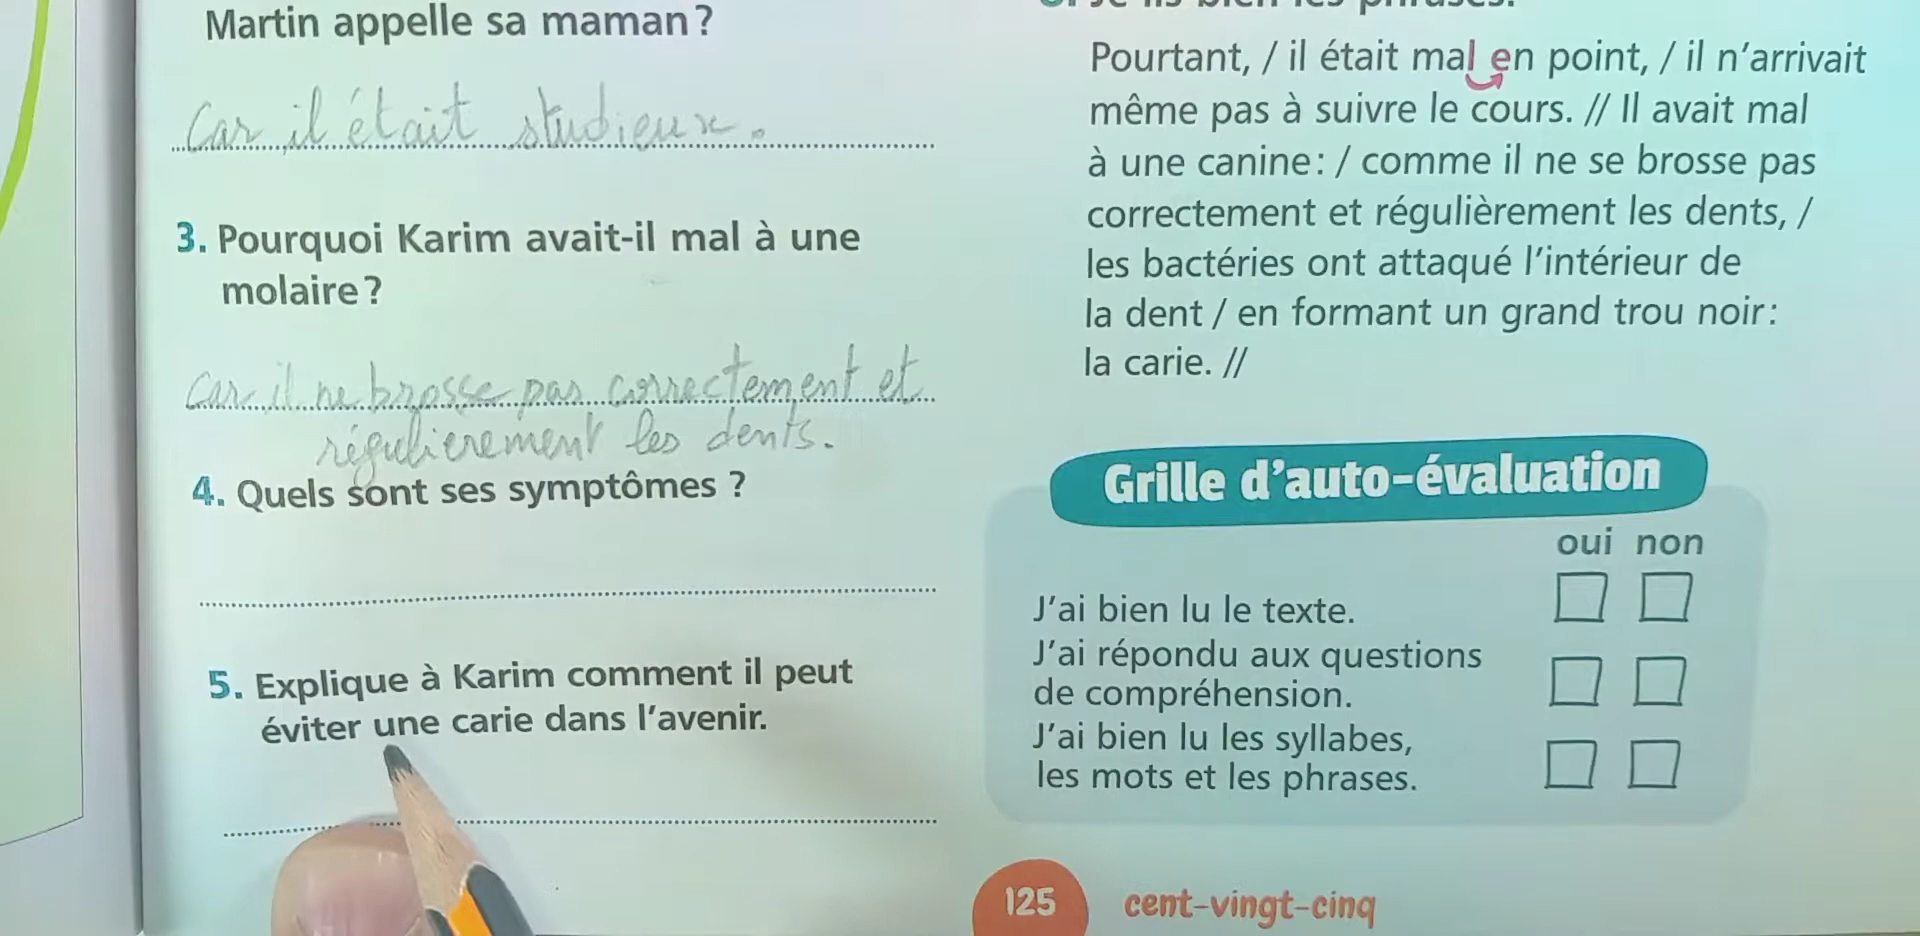 Martin appelle sa maman ?
Car il était studieux.
3. Pourquoi Karim avait-il mal à une
molaire ?
Car il ne brosse pas correctement et
régulièrement les dents.
4. Quels sont ses symptômes ?
5. Explique à Karim comment il peut
éviter une carie dans l'avenir.
Je lis bien les phrases.
Pourtant, / il était mal en point, / il n'arrivait
même pas à suivre le cours. // Il avait mal
à une canine : / comme il ne se brosse pas
correctement et régulièrement les dents, /
les bactéries ont attaqué l'intérieur de
la dent / en formant un grand trou noir :
la carie. //
Grille d'auto-évaluation
oui non
J'ai bien lu le texte.
J'ai répondu aux questions
de compréhension.
J'ai bien lu les syllabes,
les mots et les phrases.
125 cent-vingt-cinq